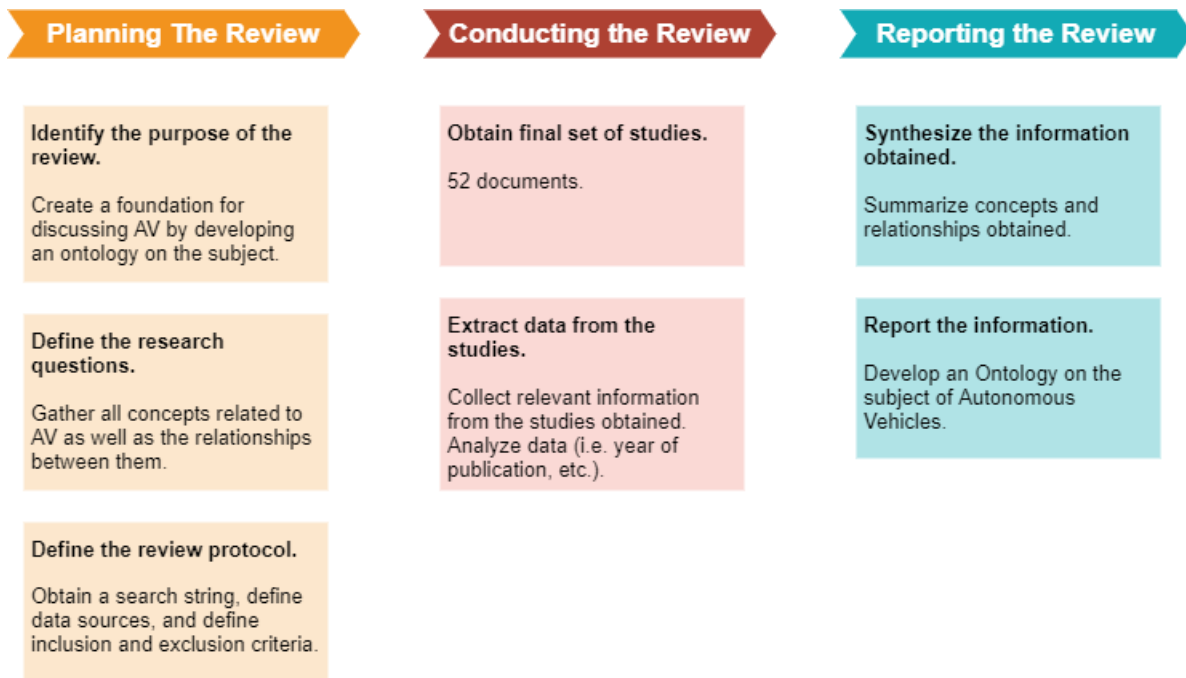 Planning The Review
Conducting the Review
Reporting the Review
Identify the purpose of the
review.
Create a foundation for
discussing AV by developing
an ontology on the subject.
Define the research
questions.
Gather all concepts related to
AV as well as the relationships
between them.
Define the review protocol.
Obtain a search string, define
data sources, and define
inclusion and exclusion criteria.
Obtain final set of studies.
52 documents.
Extract data from the
studies.
Collect relevant information
from the studies obtained.
Analyze data (i.e. year of
publication, etc.).
Synthesize the information
obtained.
Summarize concepts and
relationships obtained.
Report the information.
Develop an Ontology on the
subject of Autonomous
Vehicles.